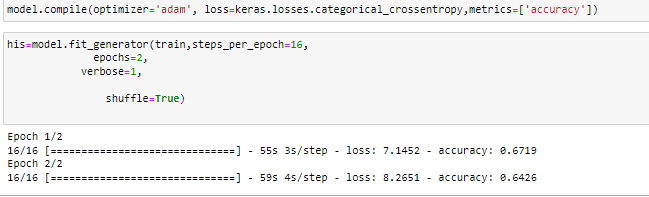 model.compile(optimizer='adam', loss=keras.losses.categorical_crossentropy,metrics=['accuracy'])
his=model.fit_generator(train,steps_per_epoch=16,
epochs=2,
verbose=1,
shuffle=True)
Epoch 1/2
16/16 [==============================] - 55s 3s/step - loss: 7.1452 - accuracy: 0.6719
Epoch 2/2
16/16 [==============================] - 59s 4s/step - loss: 8.2651 - accuracy: 0.6426